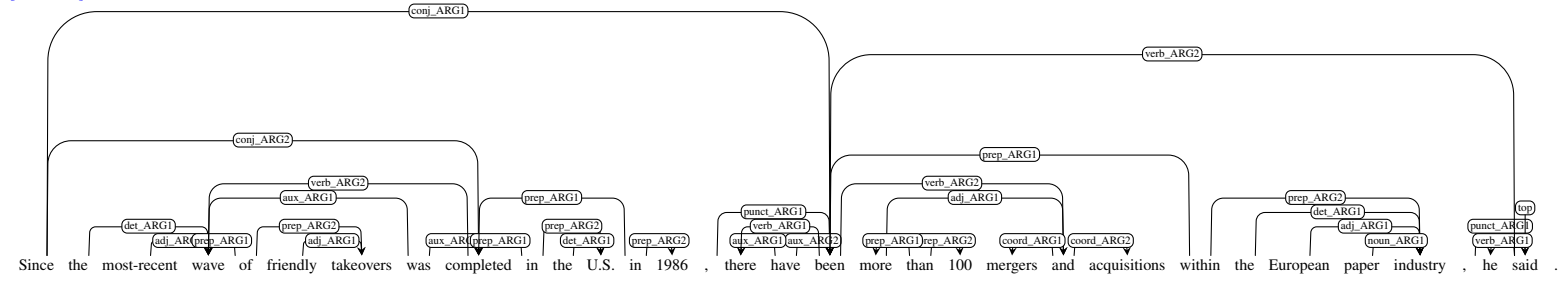 conj_ARG1
verb_ARG2
conj_ARG2
prep_ARG1
verb_ARG2 verb_ARG2
aux_ARG1 prep_ARG1 adj_ARG1 prep_ARG2
punct_ARG1 det_ARG1 top
det_ARG1 prep_ARG2 prep_ARG2 verb_ARG1 adj_ARG1 punct_ARG1
adj_ARG1 prep_ARG1 adj_ARG1 aux_ARG1 prep_ARG1 det_ARG1 prep_ARG2 aux_ARG1 aux_ARG2 prep_ARG1 prep_ARG2 coord_ARG1 coord_ARG2 noun_ARG1 verb_ARG1
Since the most-recent wave of friendly takeovers was completed in the U.S. in 1986 , there have been more than 100 mergers and acquisitions within the European paper industry , he said .